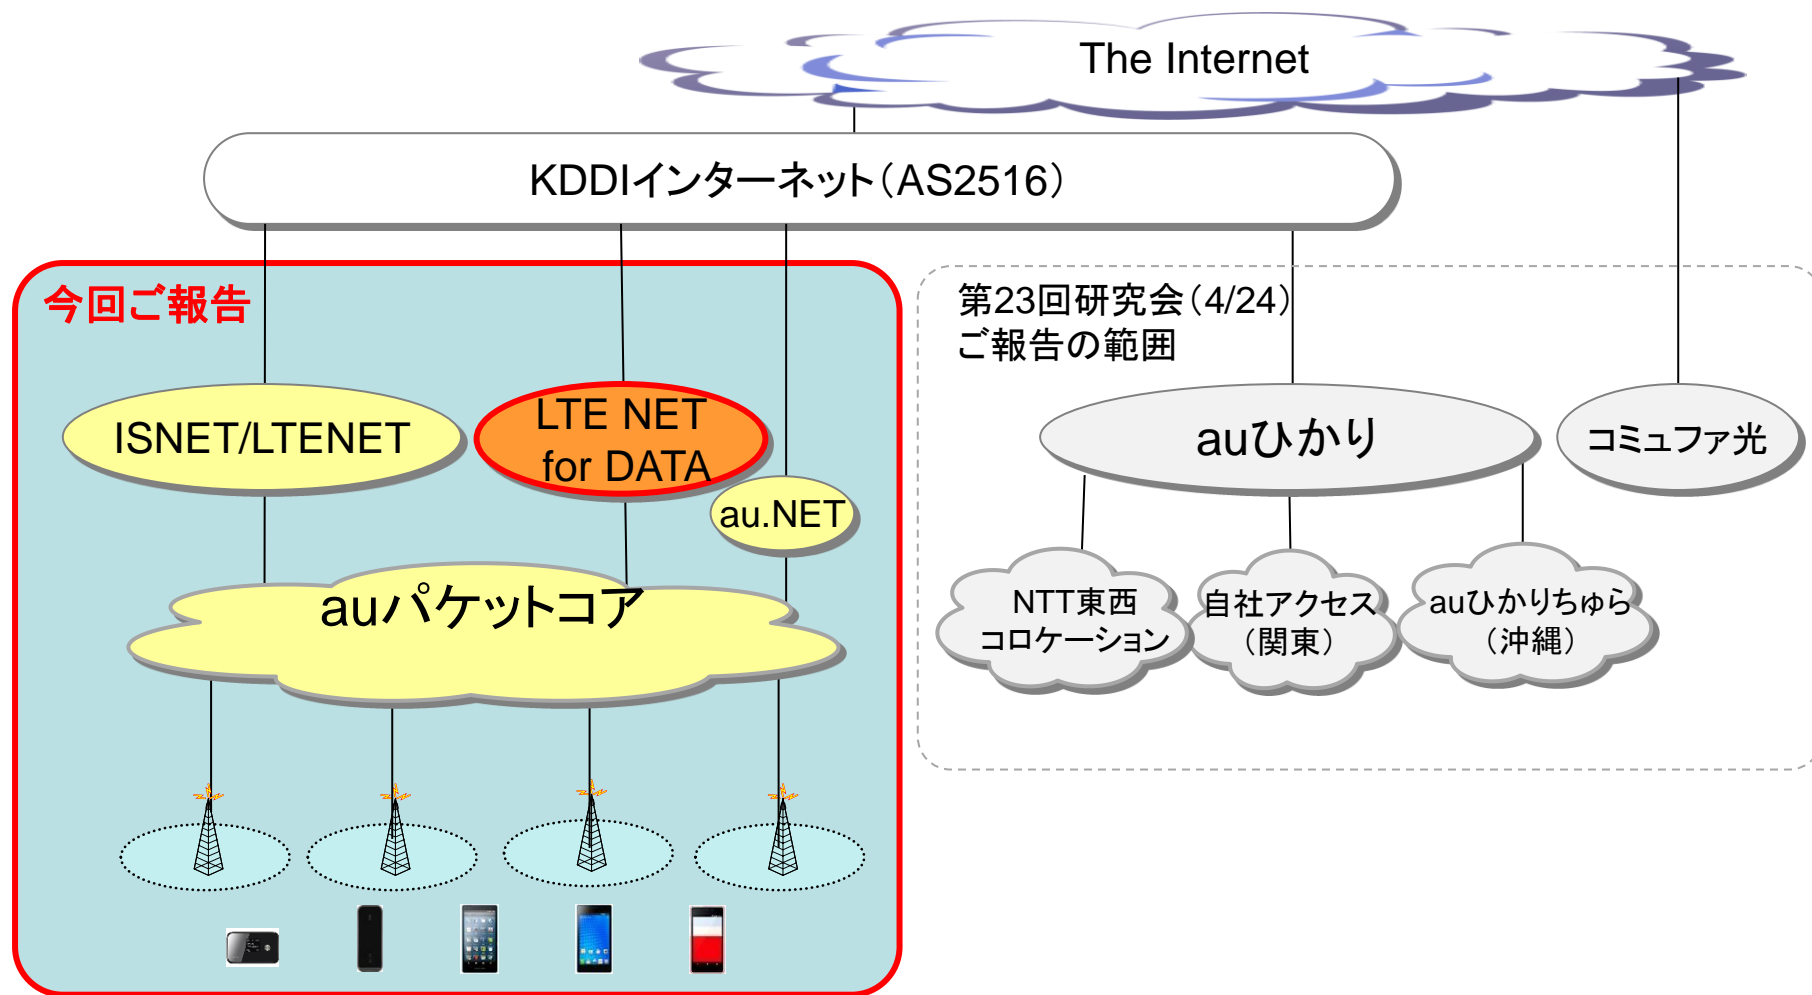 The Internet
KDDIインターネット（AS2516）
今回ご報告
第23回研究会（4/24）
ご報告の範囲
ISNET/LTENET
LTE NET
for DATA
au.NET
auひかり
コミュファ光
auパケットコア
NTT東西
コロケーション
自社アクセス
（関東）
auひかりちゅら
（沖縄）